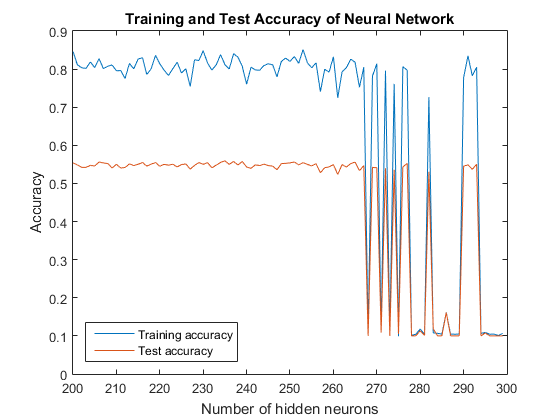 Training and Test Accuracy of Neural Network
0.9
0.8
0.7
0.6
0.5
0.4
0.3
0.2
0.1
0
Accuracy
Training accuracy
Test accuracy
200 210 220 230 240 250 260 270 280 290 300
Number of hidden neurons